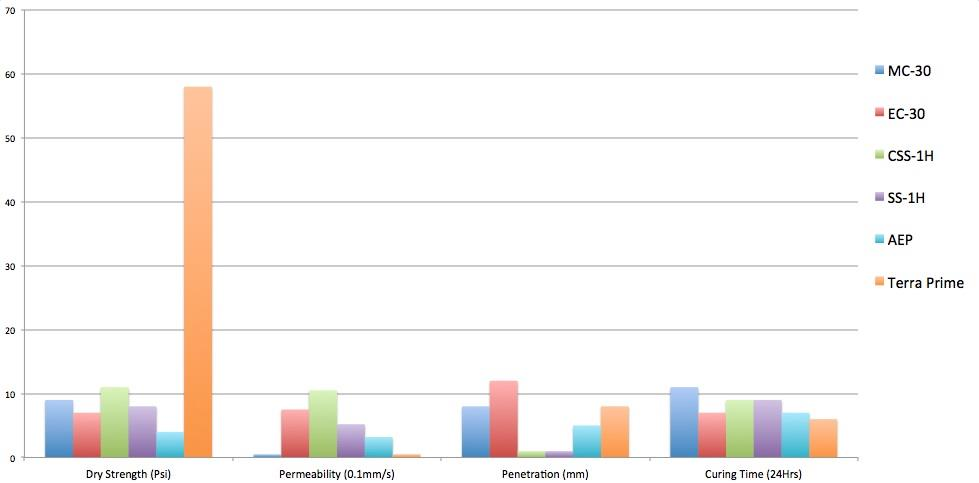 70
60
50
40
30
20
10
0
Dry Strength (Psi)
Permeability (0.1mm/s)
Penetration (mm)
Curing Time (24Hrs)
MC-30
EC-30
CSS-1H
SS-1H
AEP
Terra Prime